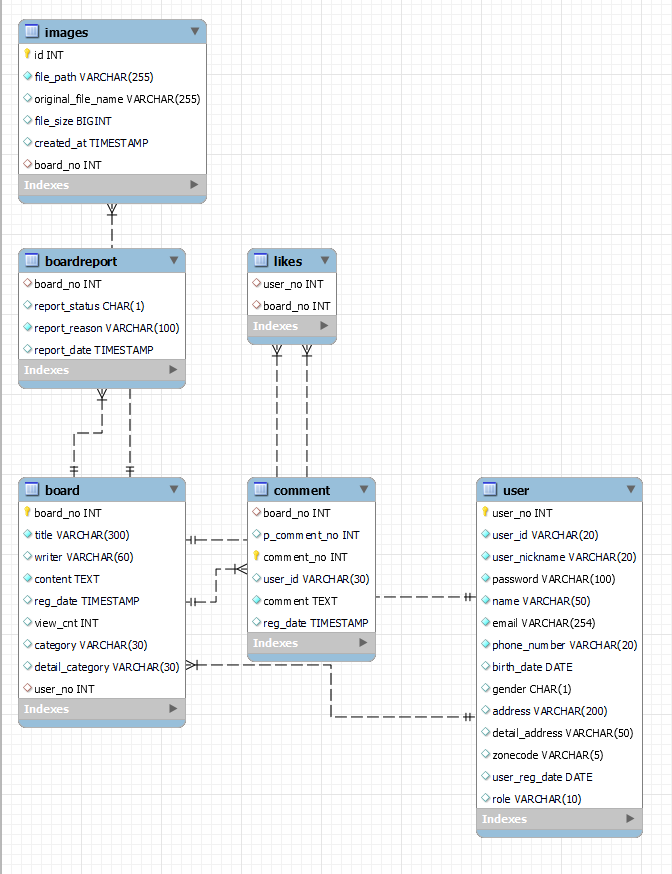 images
id INT
file_path VARCHAR(255)
original_file_name VARCHAR(255)
file_size BIGINT
created_at TIMESTAMP
board_no INT
Indexes
boardreport
board_no INT
report_status CHAR(1)
report_reason VARCHAR(100)
report_date TIMESTAMP
Indexes
likes
user_no INT
board_no INT
Indexes
board
board_no INT
title VARCHAR(300)
writer VARCHAR(60)
content TEXT
reg_date TIMESTAMP
view_cnt INT
category VARCHAR(30)
detail_category VARCHAR(30)
user_no INT
Indexes
comment
board_no INT
p_comment_no INT
comment_no INT
user_id VARCHAR(30)
comment TEXT
reg_date TIMESTAMP
Indexes
user
user_no INT
user_id VARCHAR(20)
user_nickname VARCHAR(20)
password VARCHAR(100)
name VARCHAR(50)
email VARCHAR(254)
phone_number VARCHAR(20)
birth_date DATE
gender CHAR(1)
address VARCHAR(200)
detail_address VARCHAR(50)
zonecode VARCHAR(5)
user_reg_date DATE
role VARCHAR(10)
Indexes